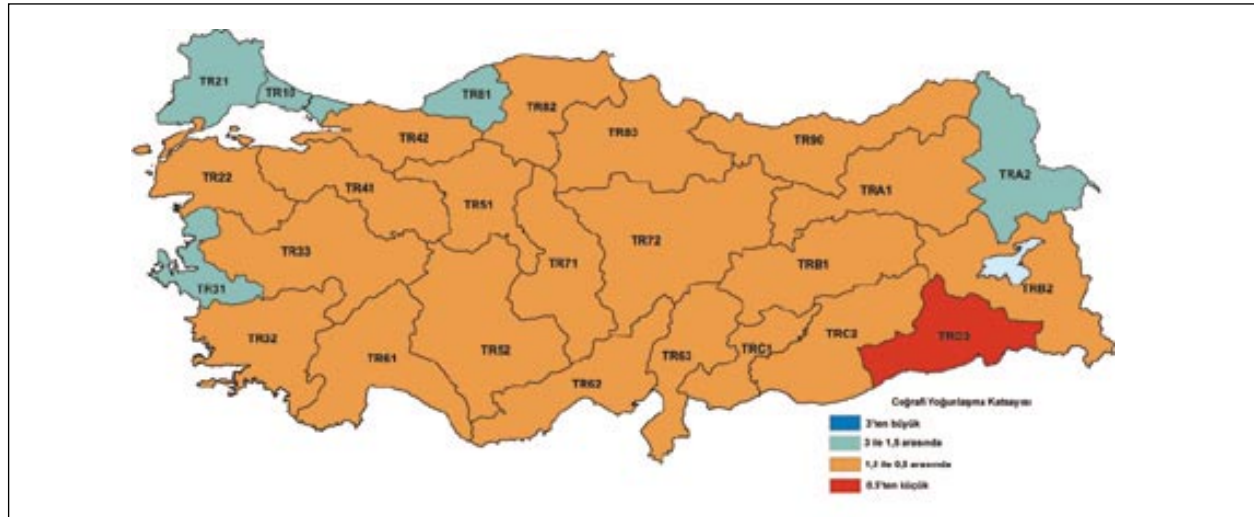 TR21
TR10
TR81
TR82
TR42
TR83
TR90
TRA2
TR22
TR41
TR51
TRA1
TR33
TR72
TR71
TRB1
TR31
TRB2
TR32
TR61
TR52
TR62
TR63
TRC1
TRC2
TRC3
Coğrafi Yoğunlaşma Katsayısı
3'ten büyük
3 ile 1,5 arasında
1,5 ile 0,5 arasında
0.5'ten küçük